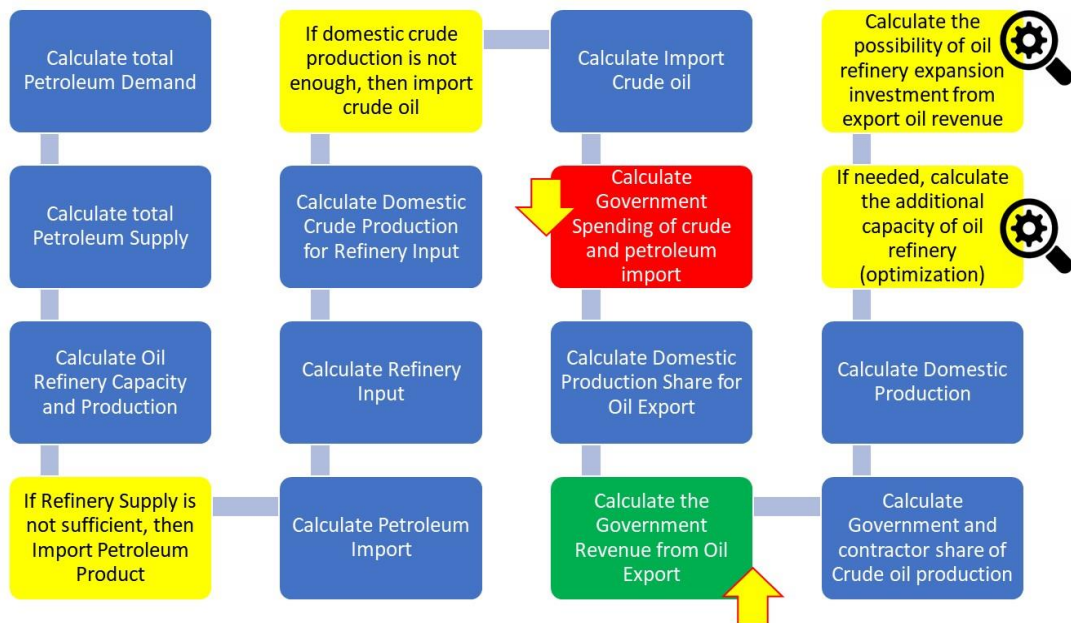 Calculate total
Petroleum Demand
Calculate total
Petroleum Supply
Calculate Oil
Refinery Capacity
and Production
If Refinery Supply is
not sufficient, then
Import Petroleum
Product
Calculate Petroleum
Import
Calculate Refinery
Input
Calculate Domestic
Crude Production
for Refinery Input
If domestic crude
production is not
enough, then import
crude oil
Calculate Import
Crude oil
Calculate
Government
Spending of crude
and petroleum
import
Calculate Domestic
Production Share for
Oil Export
Calculate the
Government
Revenue from Oil
Export
Calculate
Government and
contractor share of
Crude oil production
Calculate Domestic
Production
If needed, calculate
the additional
capacity of oil
refinery
(optimization)
Calculate the
possibility of oil
refinery expansion
investment from
export oil revenue